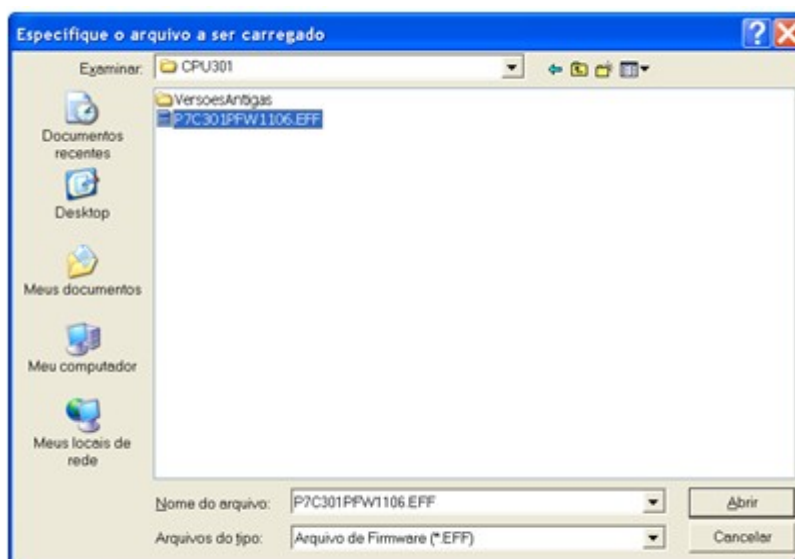 Especifique o arquivo a ser carregado
Examinar:
CPU301
VersoesAntigas
P7C301PFW1106.EFF
Documentos
recentes
Desktop
Meus documentos
Meu computador
Meus locais de
rede
Nome do arquivo:
P7C301PFW1106.EFF
Abrir
Arquivos do tipo:
Arquivo de Firmware (*.EFF)
Cancelar